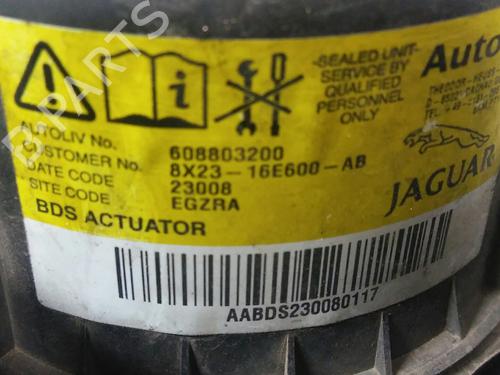 B-PARTS
-SEALED UNIT-
SERVICE BY
QUALIFIED
PERSONNEL
ONLY
Auto
AUTOLIV No. 608803200
CUSTOMER No. 8X23-16E600-AB
DATE CODE 23008
SITE CODE EGZRA
BDS ACTUATOR
JAGUAR
AABDS230080117